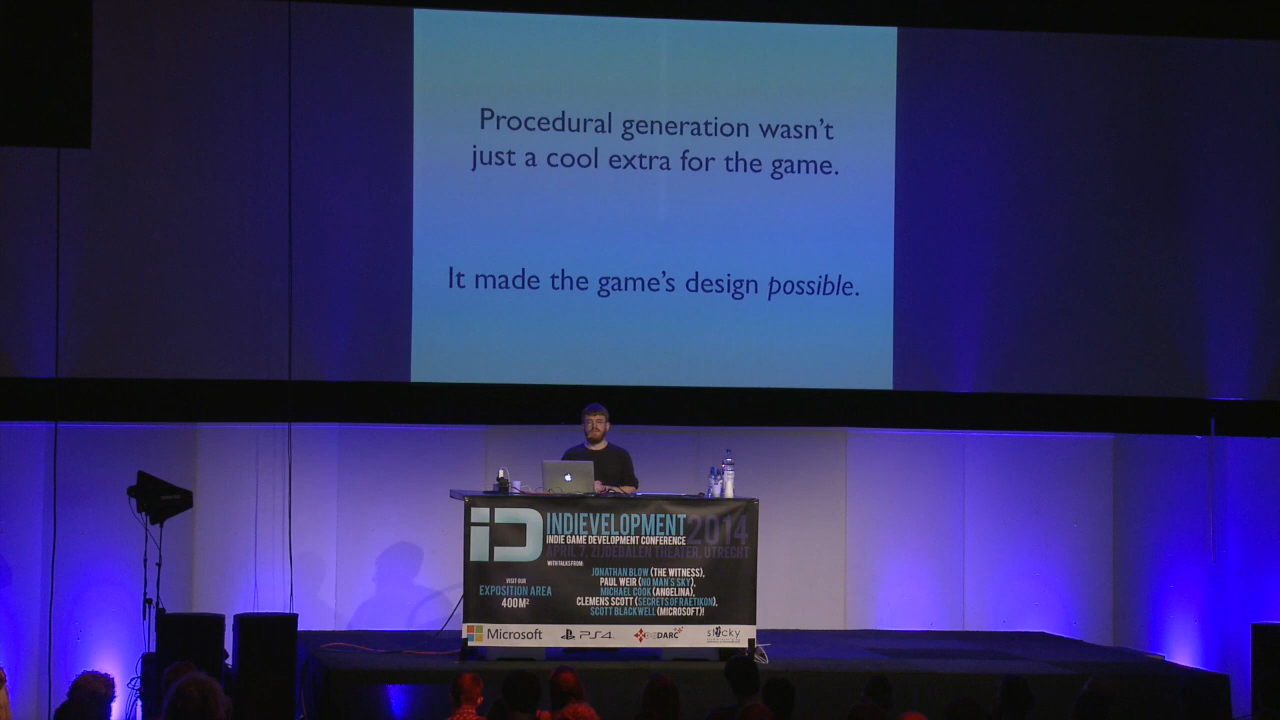 Procedural generation wasn't
just a cool extra for the game.
It made the game's design possible.
iD INDIEVELOPMENT 2014
INDIE GAME DEVELOPMENT CONFERENCE
APRIL 7, ZIJDEBALEN THEATER, UTRECHT
WITH TALKS FROM:
JONATHAN BLOW (THE WITNESS),
PAUL WEIR (NO MAN'S SKY),
MICHAEL COOK (ANGELINA),
CLEMENS SCOTT (SECRETS OF RAETIKON),
SCOTT BLACKWELL (MICROSOFT)!
VISIT OUR
EXPOSITION AREA
400M²
Microsoft PS4